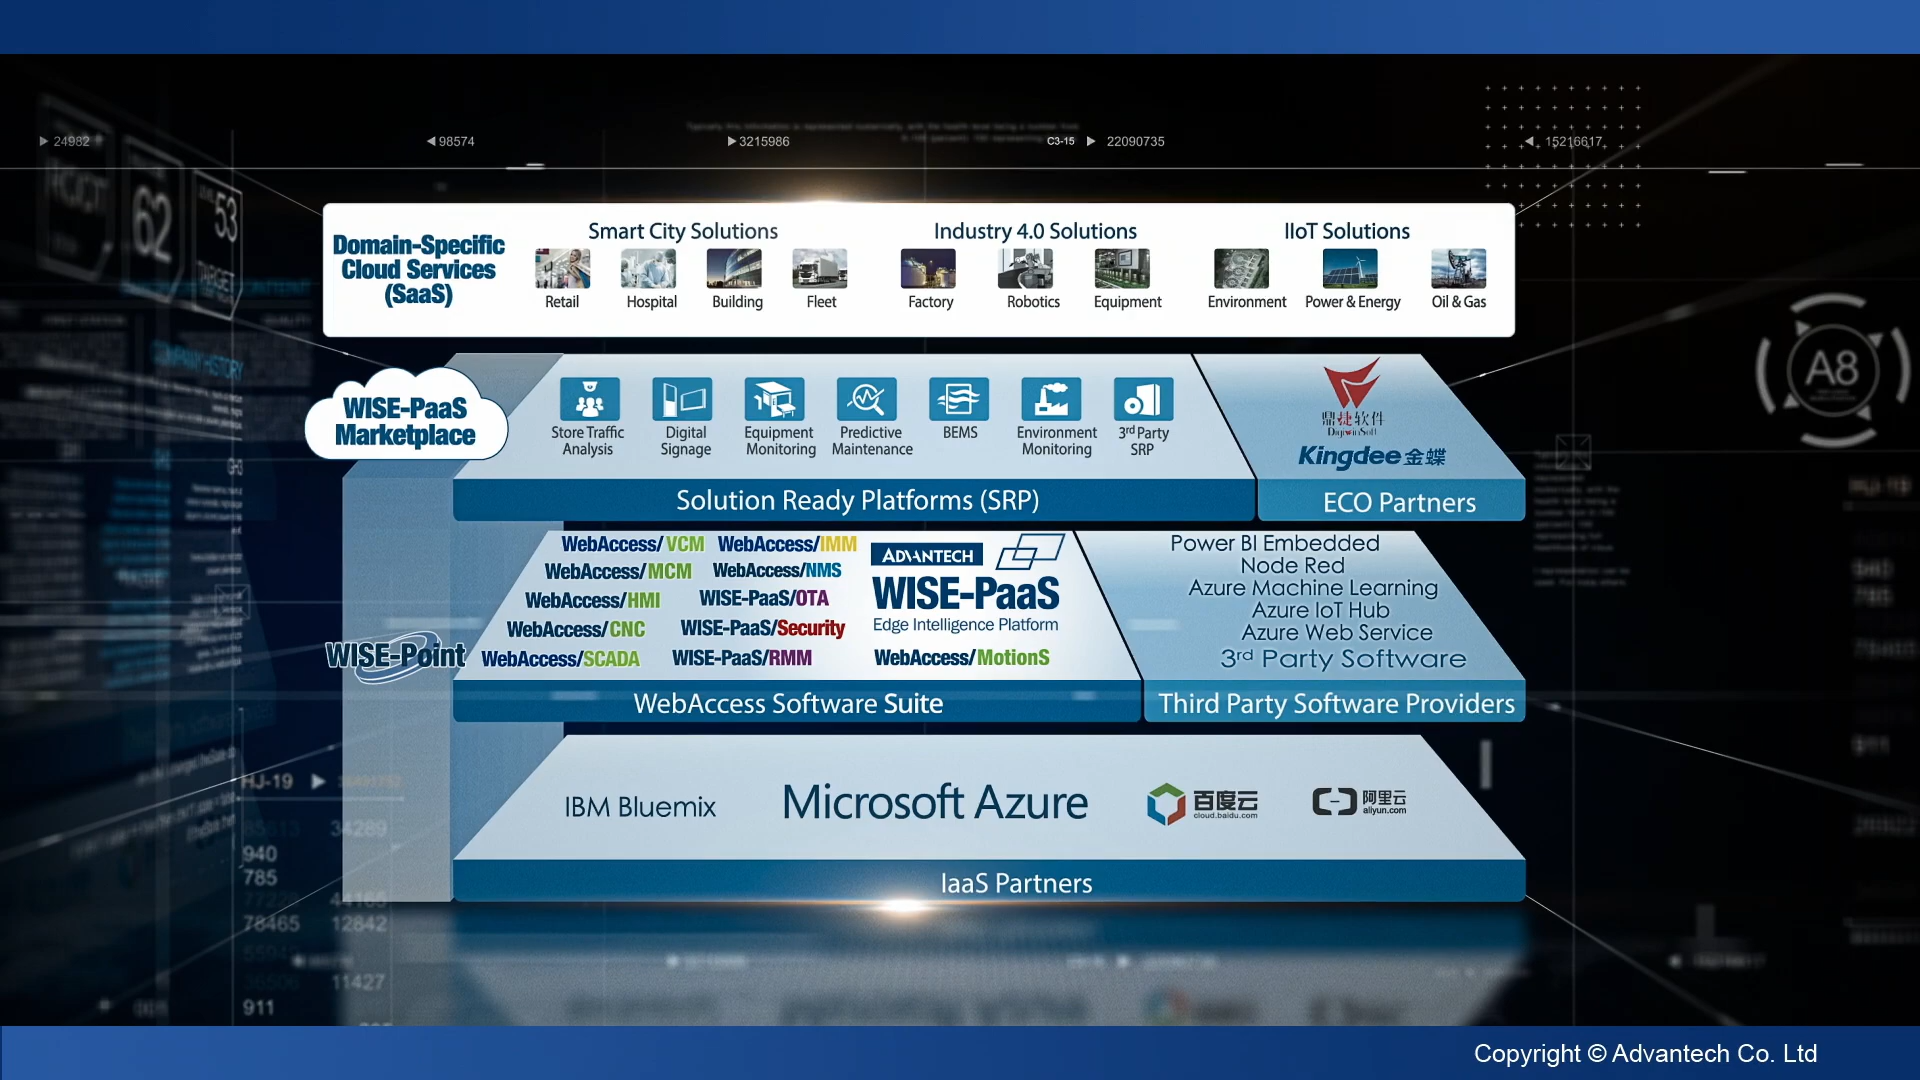 24982
98574
3215986
C3-15
22090735
15216617
62
53
TARGET
A8
Domain-Specific
Cloud Services
(SaaS)
Smart City Solutions
Retail
Hospital
Building
Fleet
Industry 4.0 Solutions
Factory
Robotics
Equipment
IIoT Solutions
Environment
Power & Energy
Oil & Gas
COMPANY HISTORY
WISE-PaaS
Marketplace
Store Traffic
Analysis
Digital
Signage
Equipment
Monitoring
Predictive
Maintenance
BEMS
Environment
Monitoring
3rd Party
SRP
鼎捷软件
DigiwinSoft
Kingdee金蝶
Solution Ready Platforms (SRP)
ECO Partners
WISE-Point
WebAccess/VCM
WebAccess/MCM
WebAccess/HMI
WebAccess/CNC
WebAccess/SCADA
WebAccess/IMM
WebAccess/NMS
WISE-PaaS/OTA
WISE-PaaS/Security
WISE-PaaS/RMM
ADVANTECH
WISE-PaaS
Edge Intelligence Platform
WebAccess/MotionS
Power BI Embedded
Node Red
Azure Machine Learning
Azure IoT Hub
Azure Web Service
3rd Party Software
WebAccess Software Suite
Third Party Software Providers
HJ-19
34289
940
785
44166
78465
12842
11427
911
IBM Bluemix
Microsoft Azure
百度云
cloud.baidu.com
阿里云
aliyun.com
IaaS Partners
Copyright © Advantech Co. Ltd